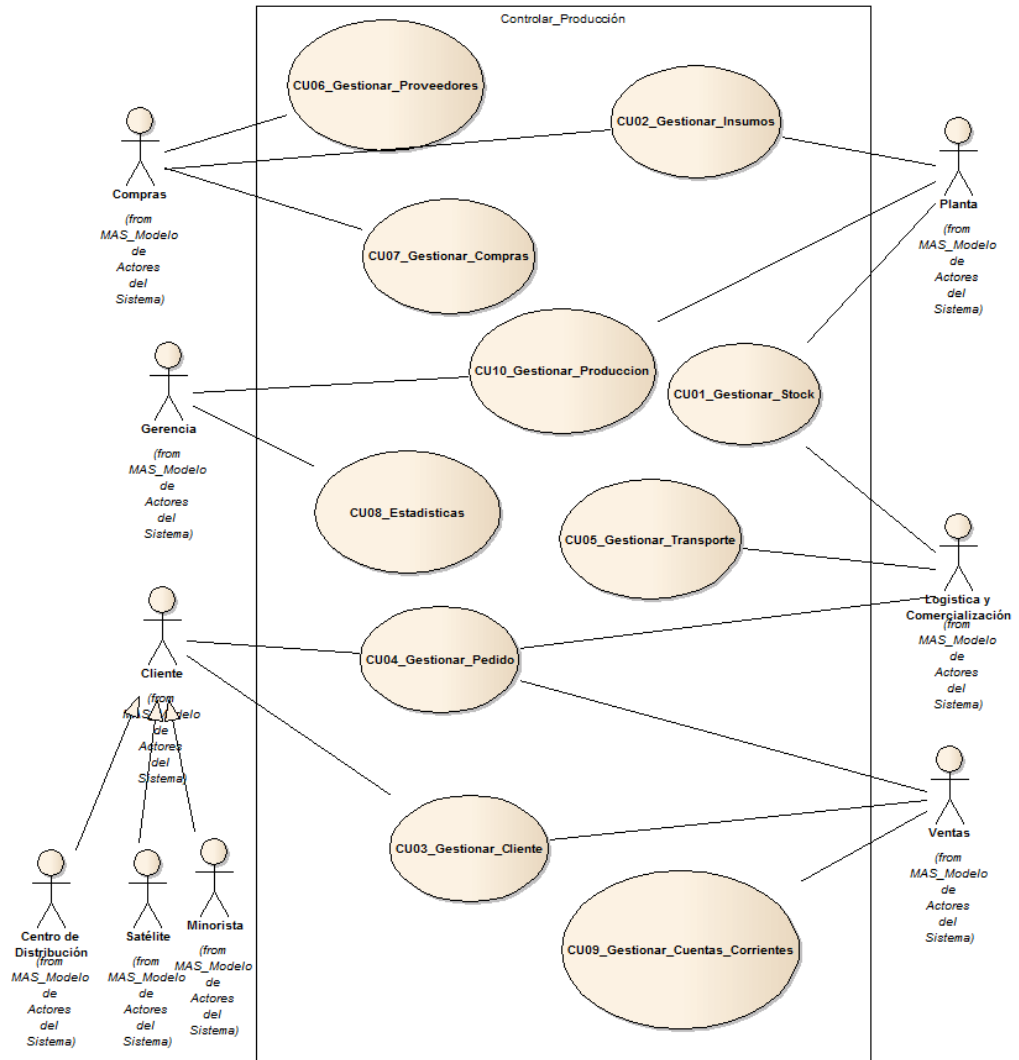 Controlar_Producción
CU06_Gestionar_Proveedores
CU02_Gestionar_Insumos
Compras
(from
MAS_Modelo
de
Actores
del
Sistema)
Planta
(from
MAS_Modelo
de
Actores
del
Sistema)
CU07_Gestionar_Compras
CU10_Gestionar_Produccion
CU01_Gestionar_Stock
Gerencia
(from
MAS_Modelo
de
Actores
del
Sistema)
CU08_Estadisticas
CU05_Gestionar_Transporte
Logistica y
Comercialización
(from
MAS_Modelo
de
Actores
del
Sistema)
Cliente
(from
MAS_Modelo
de
Actores
del
Sistema)
CU04_Gestionar_Pedido
CU03_Gestionar_Cliente
Ventas
(from
MAS_Modelo
de
Actores
del
Sistema)
Centro de
Distribución
(from
MAS_Modelo
de
Actores
del
Sistema)
Satélite
(from
MAS_Modelo
de
Actores
del
Sistema)
Minorista
(from
MAS_Modelo
de
Actores
del
Sistema)
CU09_Gestionar_Cuentas_Corrientes